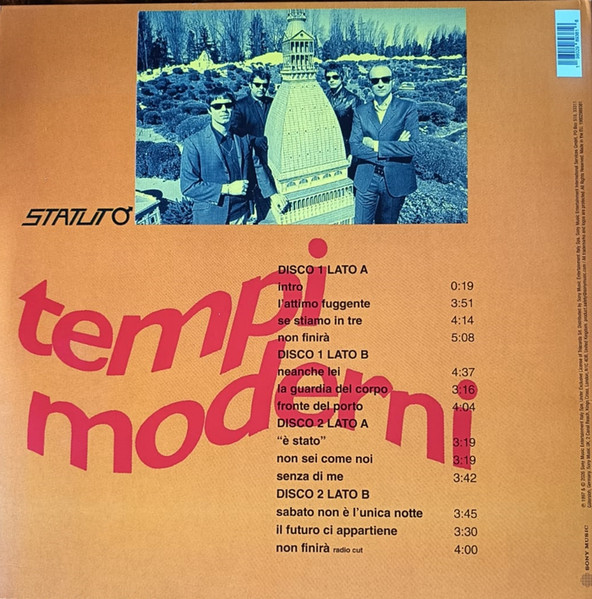 STATUTO
tempi
moderni
DISCO 1 LATO A
Intro 0:19
l'attimo fuggente 3:51
se stiamo in tre 4:14
non finirà 5:08
DISCO 1 LATO B
neanche lei 4:37
la guardia del corpo 3:16
fronte del porto 4:04
DISCO 2 LATO A
“è stato” 3:19
non sei come noi 3:19
senza di me 3:42
DISCO 2 LATO B
sabato non è l'unica notte 3:45
il futuro ci appartiene 3:30
non finirà radio cut 4:00
SONY MUSIC